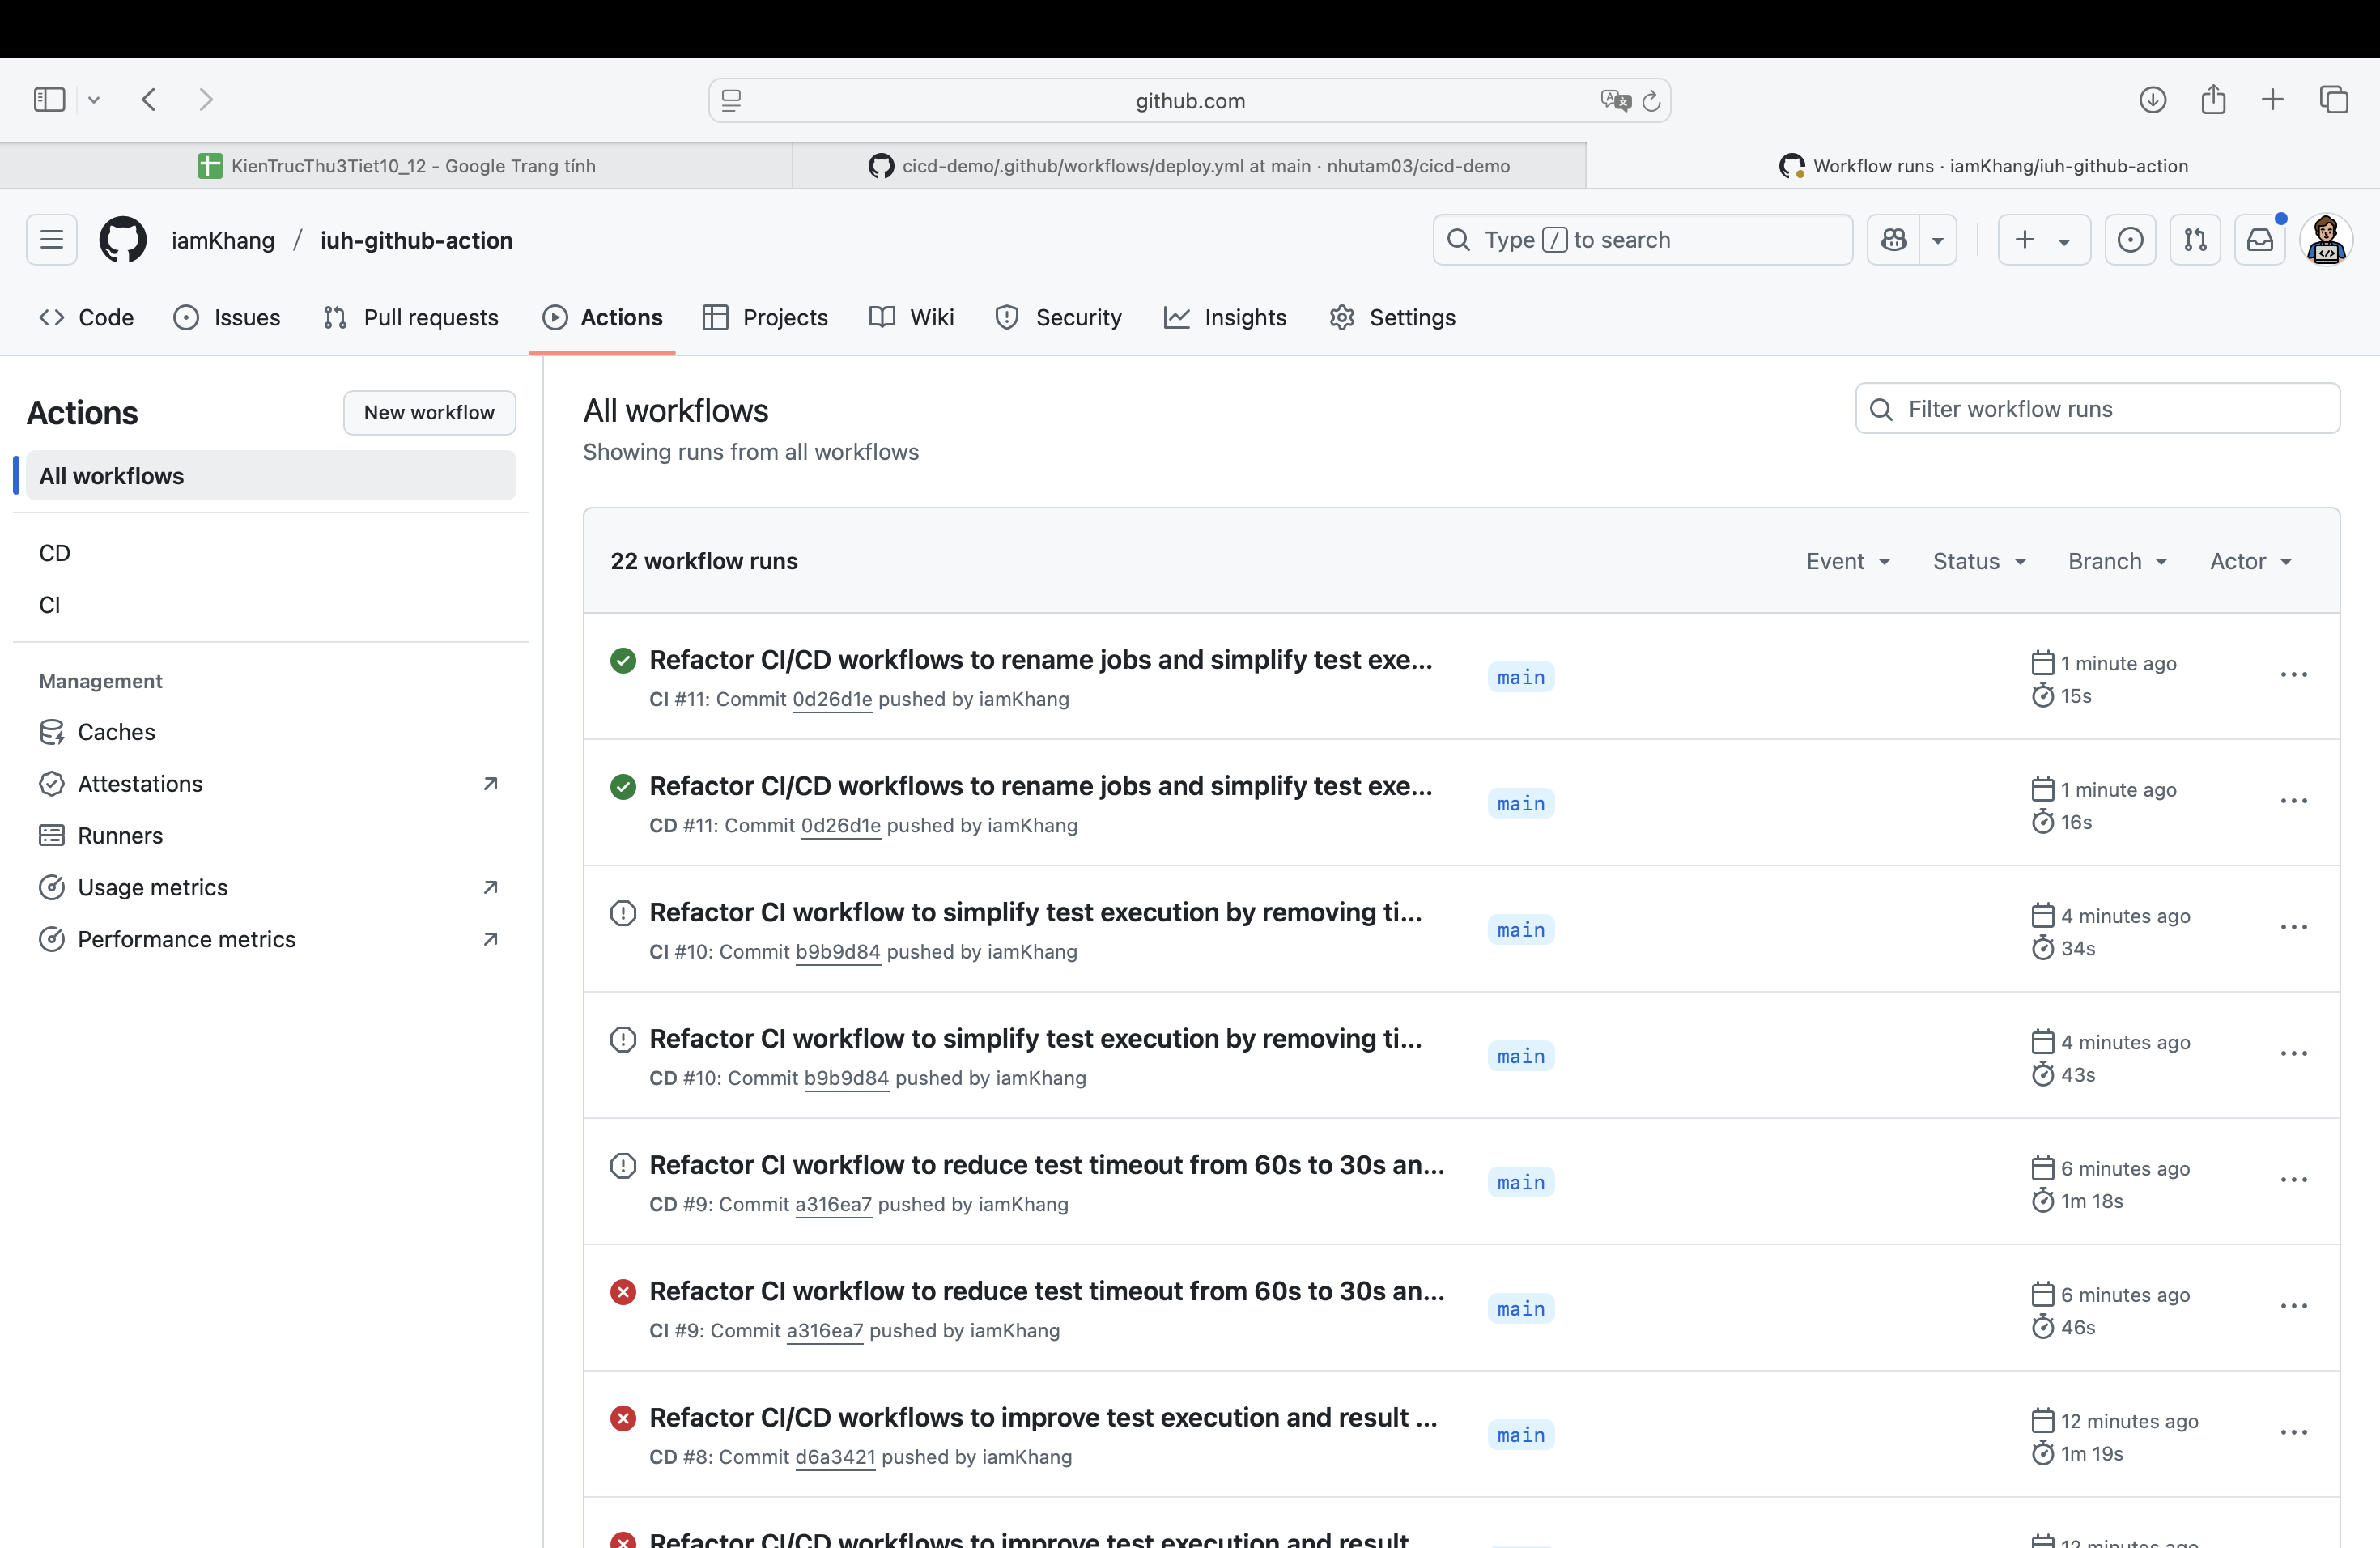 github.com
KienTrucThu3Tiet10_12 - Google Trang tính
cicd-demo/.github/workflows/deploy.yml at main · nhutam03/cicd-demo
Workflow runs · iamKhang/iuh-github-action
iamKhang / iuh-github-action
Type / to search
Code
Issues
Pull requests
Actions
Projects
Wiki
Security
Insights
Settings
Actions
New workflow
All workflows
CD
CI
Management
Caches
Attestations
Runners
Usage metrics
Performance metrics
All workflows
Showing runs from all workflows
Filter workflow runs
22 workflow runs
Event
Status
Branch
Actor
Refactor CI/CD workflows to rename jobs and simplify test exe...
CI #11: Commit 0d26d1e pushed by iamKhang
main
1 minute ago
15s
Refactor CI/CD workflows to rename jobs and simplify test exe...
CD #11: Commit 0d26d1e pushed by iamKhang
main
1 minute ago
16s
Refactor CI workflow to simplify test execution by removing ti...
CI #10: Commit b9b9d84 pushed by iamKhang
main
4 minutes ago
34s
Refactor CI workflow to simplify test execution by removing ti...
CD #10: Commit b9b9d84 pushed by iamKhang
main
4 minutes ago
43s
Refactor CI workflow to reduce test timeout from 60s to 30s an...
CD #9: Commit a316ea7 pushed by iamKhang
main
6 minutes ago
1m 18s
Refactor CI workflow to reduce test timeout from 60s to 30s an...
CI #9: Commit a316ea7 pushed by iamKhang
main
6 minutes ago
46s
Refactor CI/CD workflows to improve test execution and result ...
CD #8: Commit d6a3421 pushed by iamKhang
main
12 minutes ago
1m 19s
Refactor CI/CD workflows to improve test execution and result
12 minutes ago